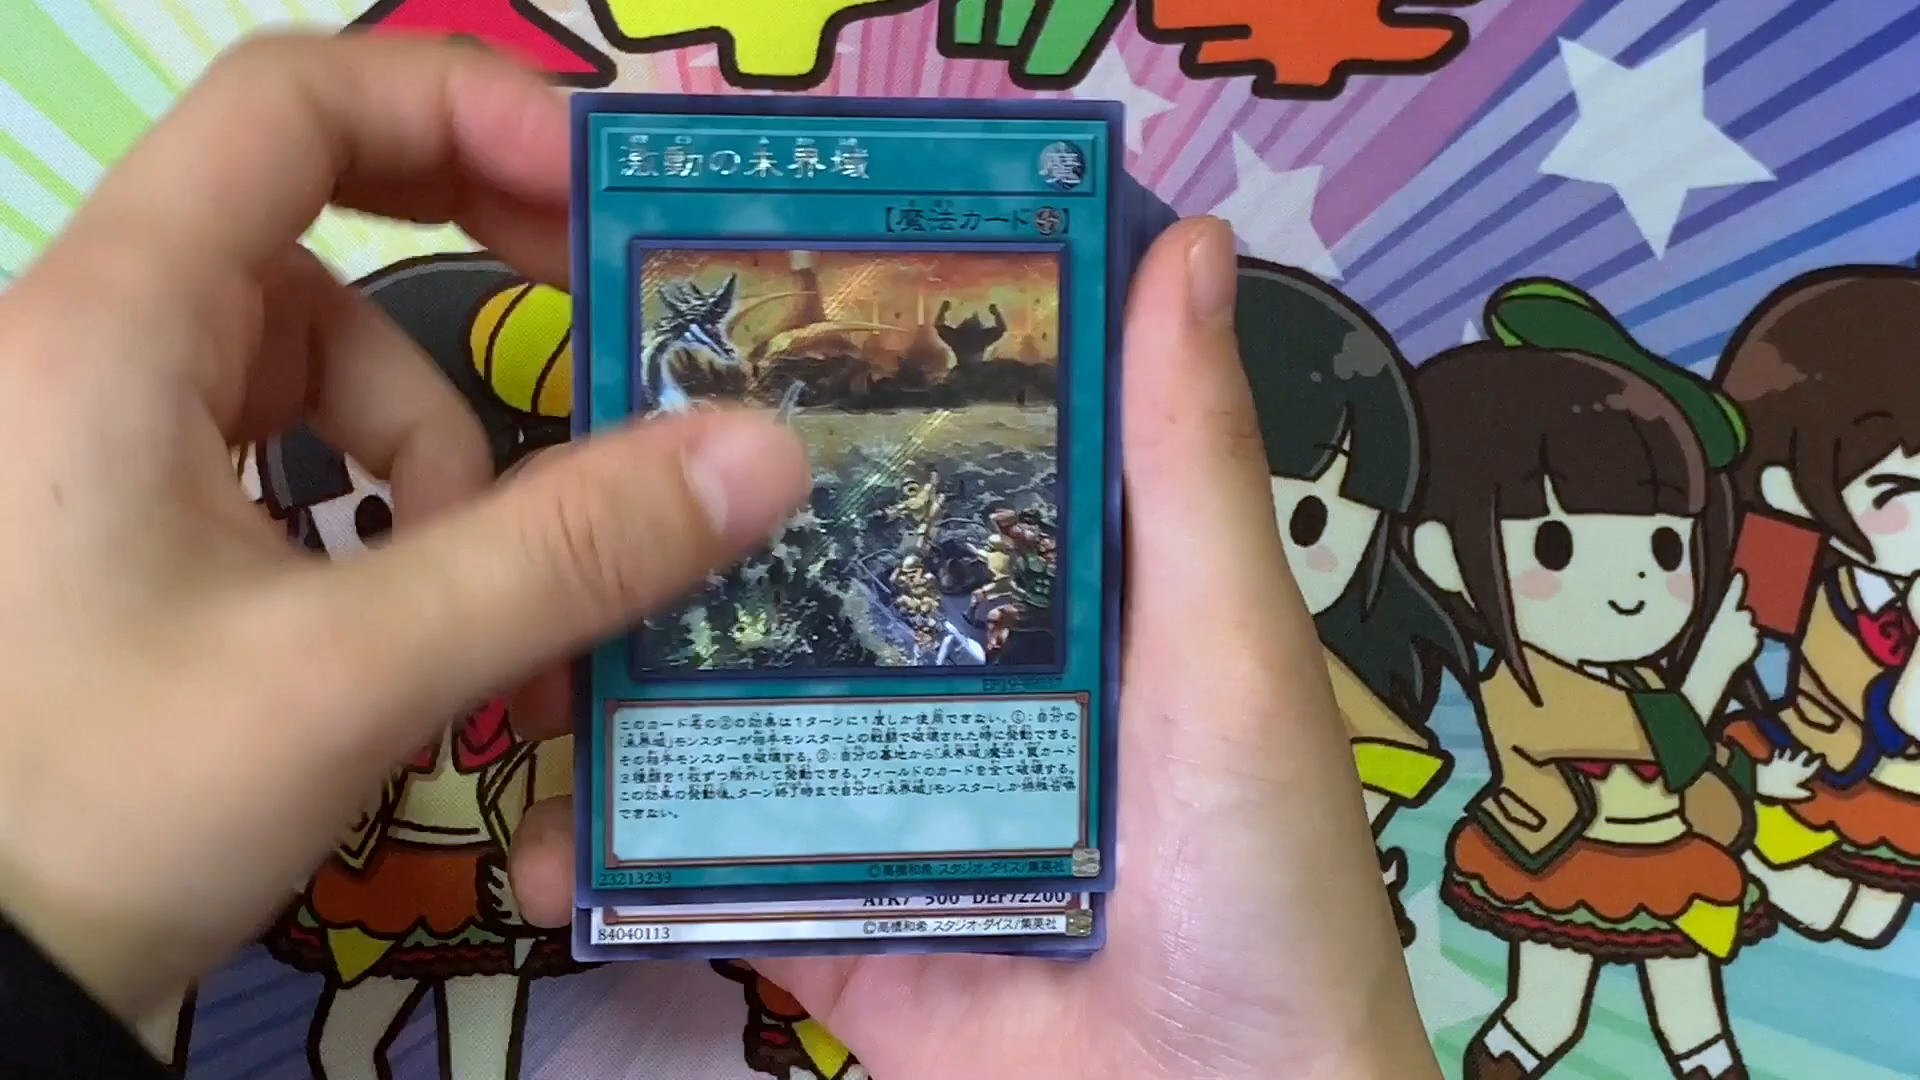 激動の未界域
魔
【魔法カード】
EP19-JP037
このカード名の②の効果は１ターンに１度しか使用できない。①：自分の
「未界域」モンスターが相手モンスターとの戦闘で破壊された時に発動できる。
その相手モンスターを破壊する。②：自分の墓地から「未界域」魔法・罠カード
３種類を１枚ずつ除外して発動できる。フィールドのカードを全て破壊する。
この効果の発動後、ターン終了時まで自分は「未界域」モンスターしか特殊召喚
できない。
23213239
©高橋和希 スタジオ・ダイス/集英社
ATK/ 500 DEF/2200
84040113
©高橋和希 スタジオ・ダイス/集英社